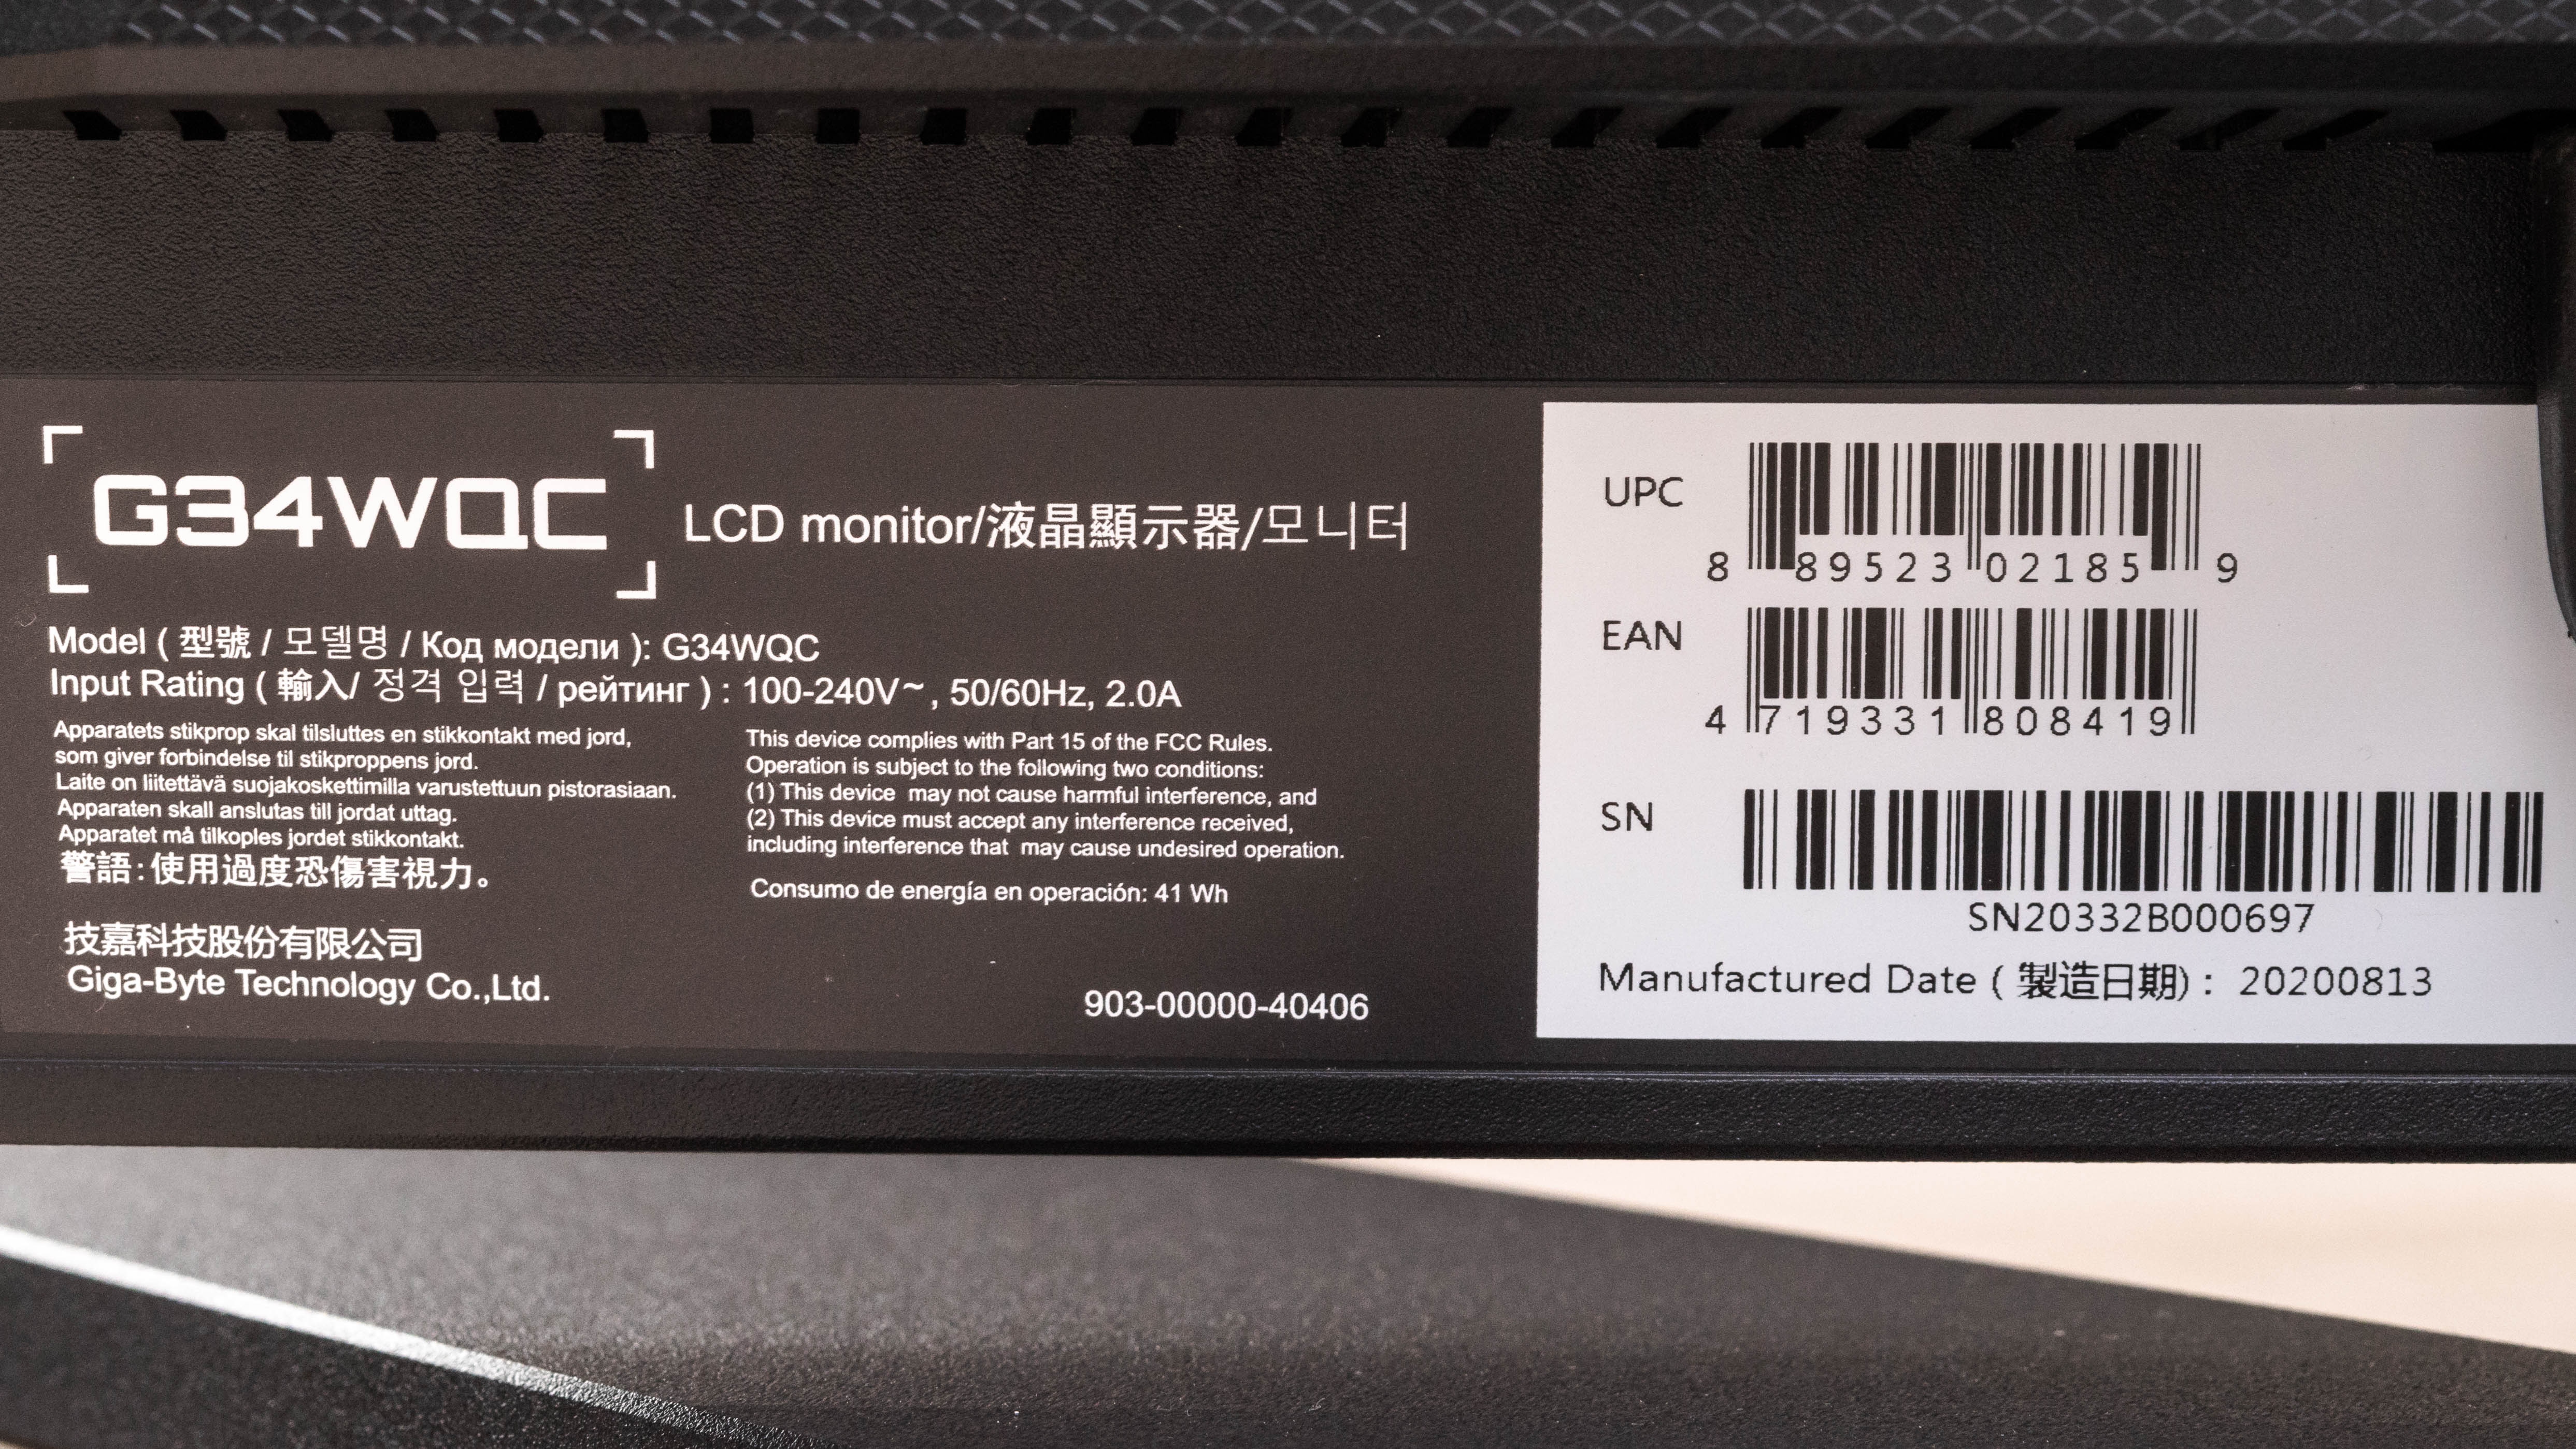 G34WQC
LCD monitor/液晶顯示器/모니터
Model ( 型號 / 모델명 / Код модели ): G34WQC
Input Rating ( 輸入/ 정격 입력 / рейтинг ) : 100-240V~, 50/60Hz, 2.0A
Apparatets stikprop skal tilsluttes en stikkontakt med jord,
som giver forbindelse til stikproppens jord.
Laite on liitettävä suojakoskettimilla varustettuun pistorasiaan.
Apparaten skall anslutas till jordat uttag.
Apparatet må tilkoples jordet stikkontakt.
警語:使用過度恐傷害視力。
技嘉科技股份有限公司
Giga-Byte Technology Co.,Ltd.
This device complies with Part 15 of the FCC Rules.
Operation is subject to the following two conditions:
(1) This device may not cause harmful interference, and
(2) This device must accept any interference received,
including interference that may cause undesired operation.
Consumo de energía en operación: 41 Wh
903-00000-40406
UPC
8 89523 02185 9
EAN
4 719331 808419
SN
SN20332B000697
Manufactured Date ( 製造日期) : 20200813